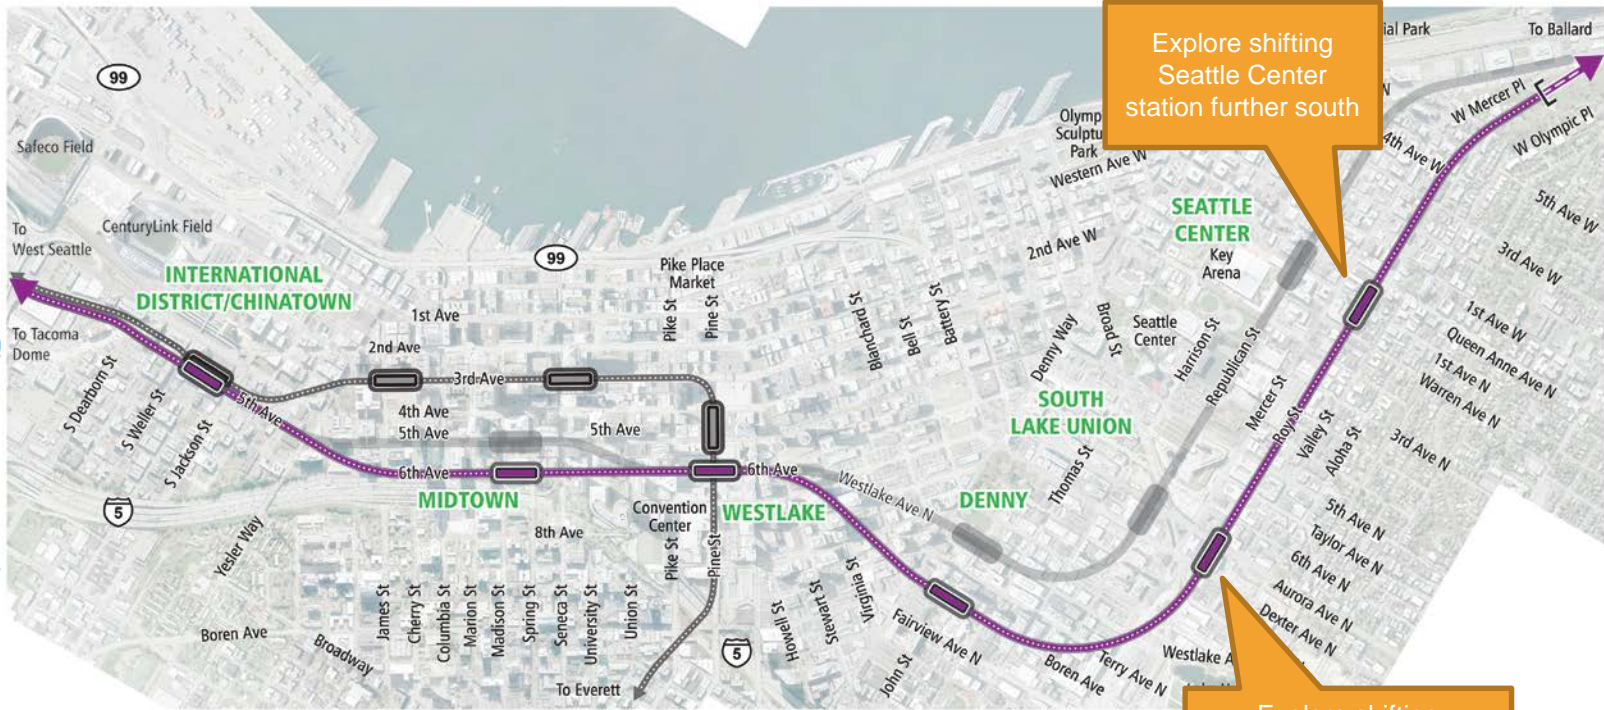 Explore shifting
Seattle Center
station further south
ial Park
To Ballard
99
W
W Mercer Pl
W Olympic Pl
4th Ave W
Safeco Field
Sculptu
Park
Western Ave W
5th Ave W
To
West Seattle
CenturyLink Field
SEATTLE
CENTER
Key
Arena
2nd Ave W
3rd Ave W
99
INTERNATIONAL
DISTRICT/CHINATOWN
Pike Place
Market
Pike St
Pine St
Blanchard St
Bell St
Battery St
Denny Way
Broad St
Seattle
Center
Harrison St
Republican St
1st Ave W
Queen Anne Ave N
1st Ave N
Warren Ave N
3rd Ave N
To Tacoma
Dome
1st Ave
2nd Ave
3rd Ave
4th Ave
5th Ave
5th Ave
5th Ave
6th Ave
6th Ave
S Dearborn St
S Weller St
S Jackson St
MIDTOWN
WESTLAKE
Westlake Ave N
DENNY
SOUTH
LAKE UNION
Thomas St
Mercer St
Roy St
Valley St
Aloha St
5
Yesler Way
8th Ave
Convention
Center
Pike St
Pine St
5th Ave N
Taylor Ave N
6th Ave N
Aurora Ave N
Dexter Ave N
Boren Ave
Broadway
James St
Cherry St
Columbia St
Marion St
Madison St
Spring St
Seneca St
University St
Union St
To Everett
5
Howell St
Stewart St
Virginia St
Fairview Ave N
John St
Boren Ave
Terry Ave N
Westlake A